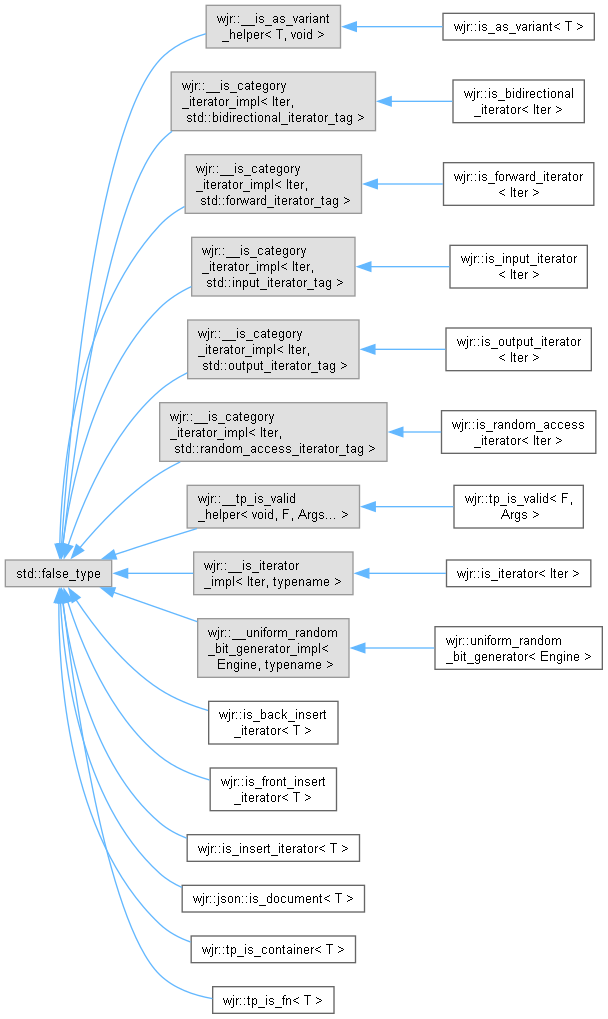 wjr::__is_as_variant
_helper< T, void >
wjr::is_as_variant< T >
wjr::__is_category
_iterator_impl< Iter,
std::bidirectional_iterator_tag >
wjr::is_bidirectional
_iterator< Iter >
wjr::__is_category
_iterator_impl< Iter,
std::forward_iterator_tag >
wjr::is_forward_iterator
< Iter >
wjr::__is_category
_iterator_impl< Iter,
std::input_iterator_tag >
wjr::is_input_iterator
< Iter >
wjr::__is_category
_iterator_impl< Iter,
std::output_iterator_tag >
wjr::is_output_iterator
< Iter >
wjr::__is_category
_iterator_impl< Iter,
std::random_access_iterator_tag >
wjr::is_random_access
_iterator< Iter >
wjr::__tp_is_valid
_helper< void, F, Args... >
wjr::tp_is_valid< F,
Args >
std::false_type
wjr::__is_iterator
_impl< Iter, typename >
wjr::is_iterator< Iter >
wjr::__uniform_random
_bit_generator_impl<
Engine, typename >
wjr::uniform_random
_bit_generator< Engine >
wjr::is_back_insert
_iterator< T >
wjr::is_front_insert
_iterator< T >
wjr::is_insert_iterator< T >
wjr::json::is_document< T >
wjr::tp_is_container< T >
wjr::tp_is_fn< T >